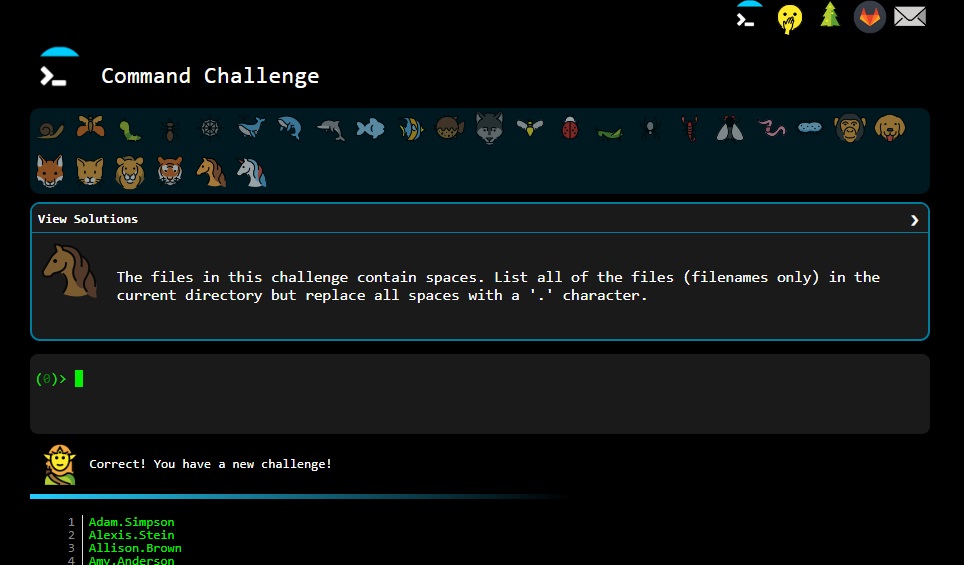 Command Challenge
View Solutions
The files in this challenge contain spaces. List all of the files (filenames only) in the
current directory but replace all spaces with a '.' character.
(0)>
Correct! You have a new challenge!
1 Adam.Simpson
2 Alexis.Stein
3 Allison.Brown
4 Amy.Anderson